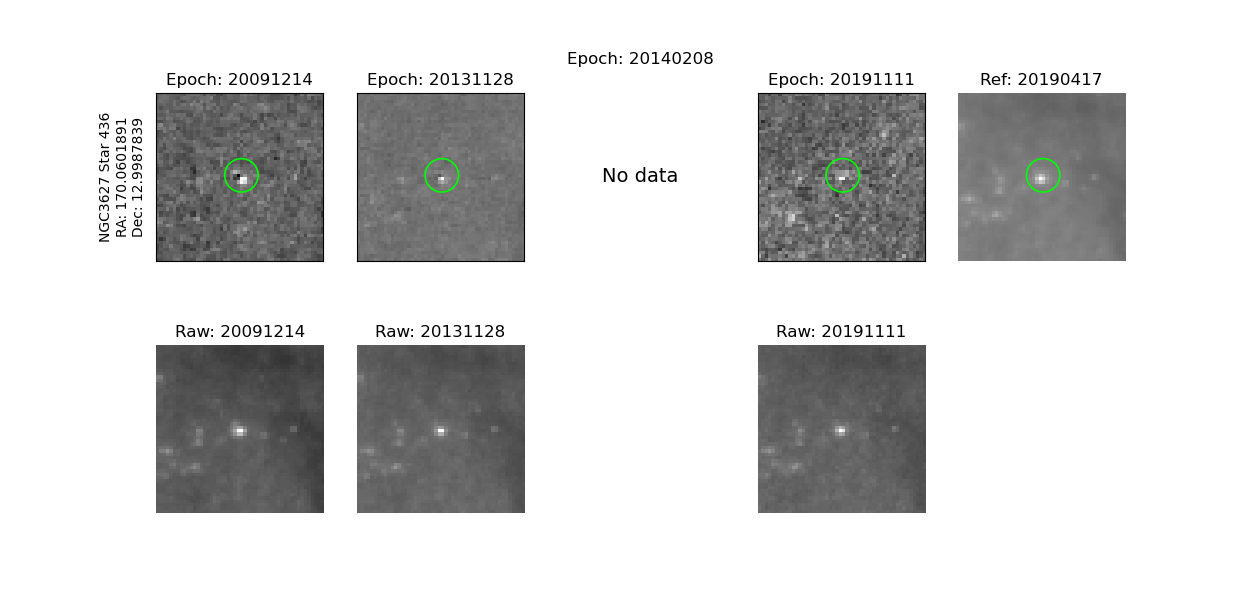 Epoch: 20140208
Epoch: 20091214
Epoch: 20131128
Epoch: 20191111
Ref: 20190417
NGC3627 Star 436
RA: 170.0601891
Dec: 12.9987839
No data
Raw: 20091214
Raw: 20131128
Raw: 20191111